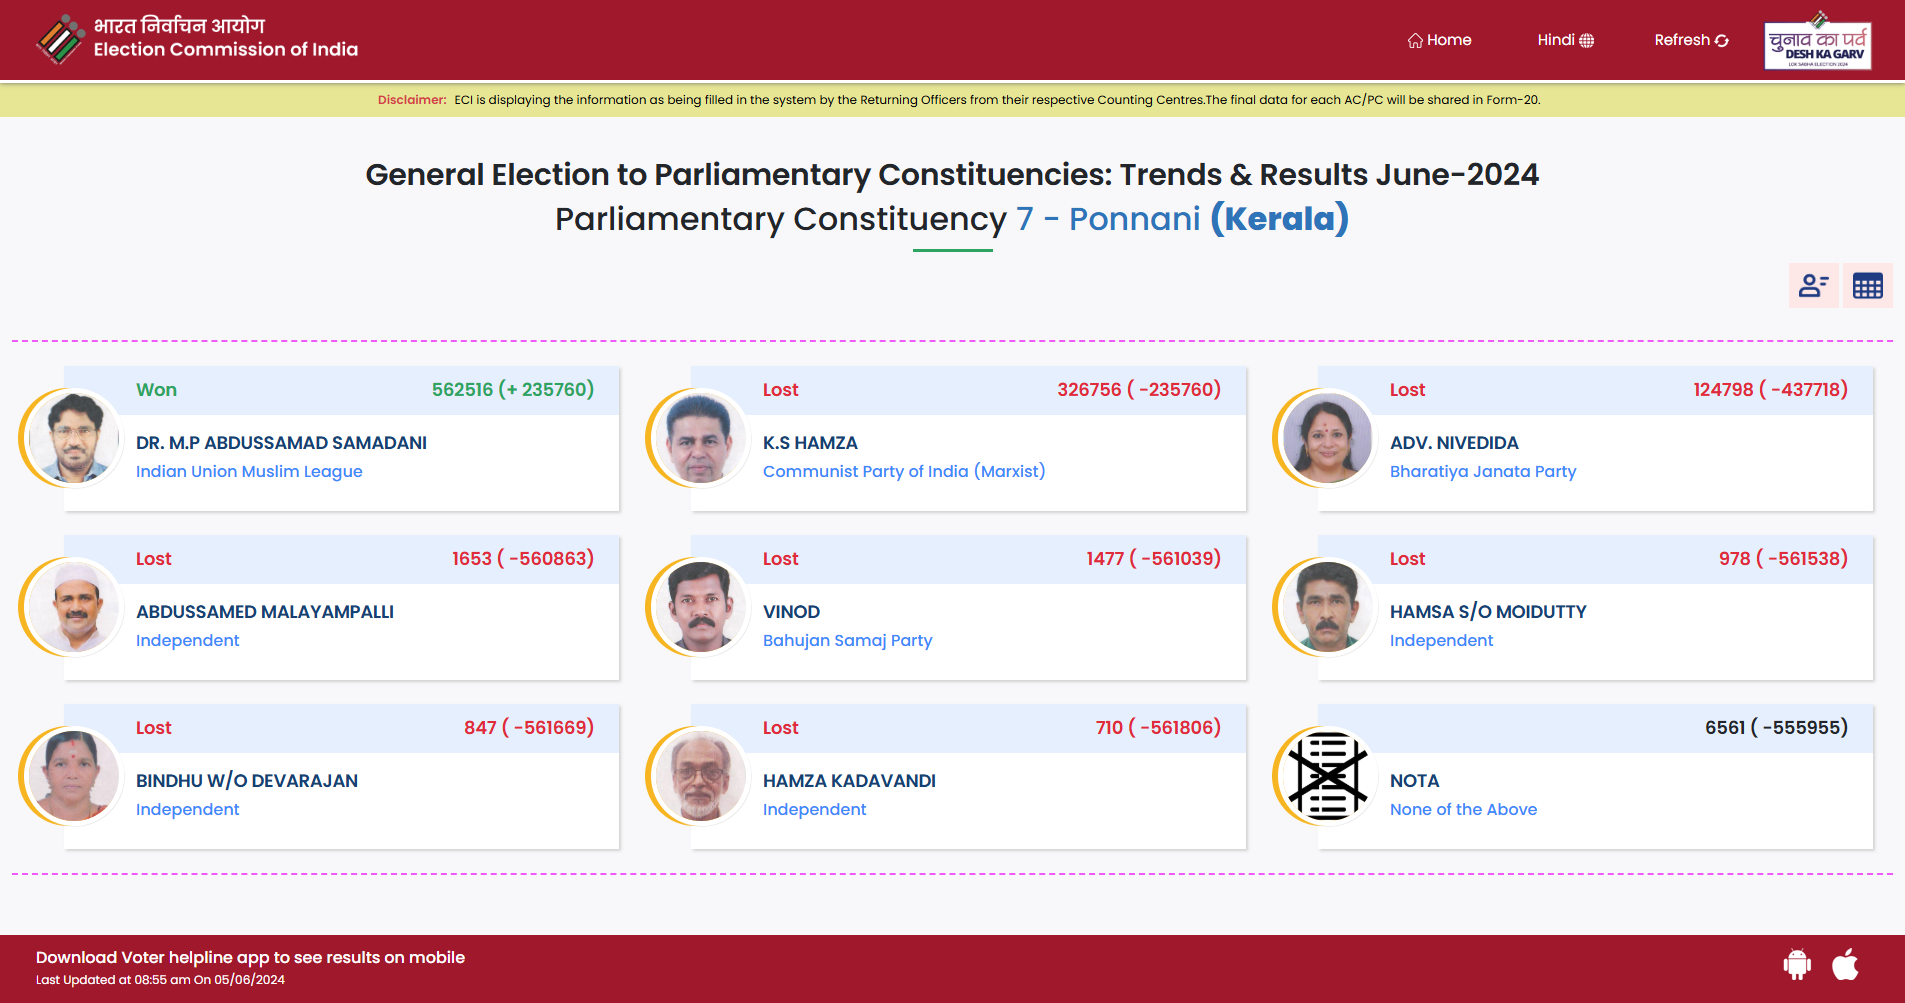 भारत निर्वाचन आयोग
Election Commission of India
Home
Hindi
Refresh
चुनाव का पर्व
DESH KA GARV
LOK SABHA ELECTION 2024
Disclaimer: ECI is displaying the information as being filled in the system by the Returning Officers from their respective Counting Centres.The final data for each AC/PC will be shared in Form-20.
General Election to Parliamentary Constituencies: Trends & Results June-2024
Parliamentary Constituency 7 - Ponnani (Kerala)
Won 562516 (+ 235760)
DR. M.P ABDUSSAMAD SAMADANI
Indian Union Muslim League
Lost 326756 ( -235760)
K.S HAMZA
Communist Party of India (Marxist)
Lost 124798 ( -437718)
ADV. NIVEDIDA
Bharatiya Janata Party
Lost 1653 ( -560863)
ABDUSSAMED MALAYAMPALLI
Independent
Lost 1477 ( -561039)
VINOD
Bahujan Samaj Party
Lost 978 ( -561538)
HAMSA S/O MOIDUTTY
Independent
Lost 847 ( -561669)
BINDHU W/O DEVARAJAN
Independent
Lost 710 ( -561806)
HAMZA KADAVANDI
Independent
6561 ( -555955)
NOTA
None of the Above
Download Voter helpline app to see results on mobile
Last Updated at 08:55 am On 05/06/2024